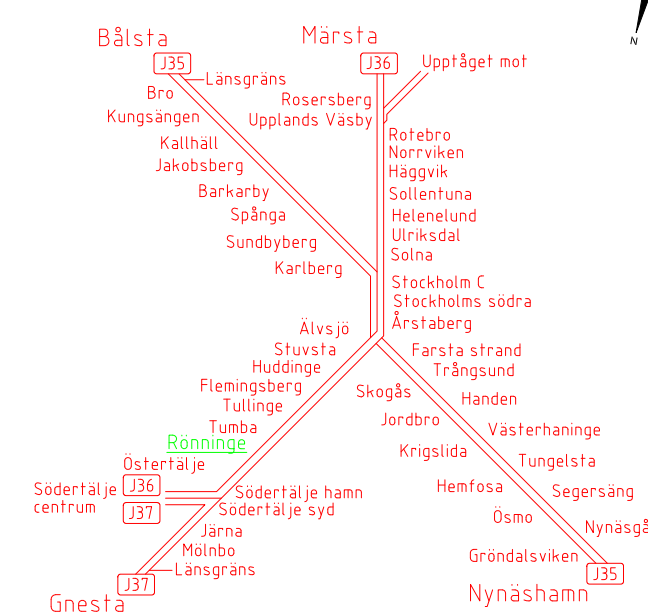 N
Bålsta
Märsta
J35
J36
Upptåget mot
Länsgräns
Bro
Rosersberg
Kungsängen
Upplands Väsby
Rotebro
Kallhäll
Norrviken
Jakobsberg
Häggvik
Barkarby
Sollentuna
Spånga
Helenelund
Sundbyberg
Ulriksdal
Solna
Karlberg
Stockholm C
Stockholms södra
Årstaberg
Älvsjö
Stuvsta
Farsta strand
Huddinge
Trångsund
Flemingsberg
Skogås
Handen
Tullinge
Jordbro
Tumba
Västerhaninge
Rönninge
Krigslida
Östertälje
Tungelsta
J36
Södertälje
centrum
J37
Södertälje hamn
Södertälje syd
Hemfosa
Segersäng
Ösmo
Järna
Nynäsgå
Mölnbo
Gröndalsviken
Länsgräns
J37
J35
Gnesta
Nynäshamn